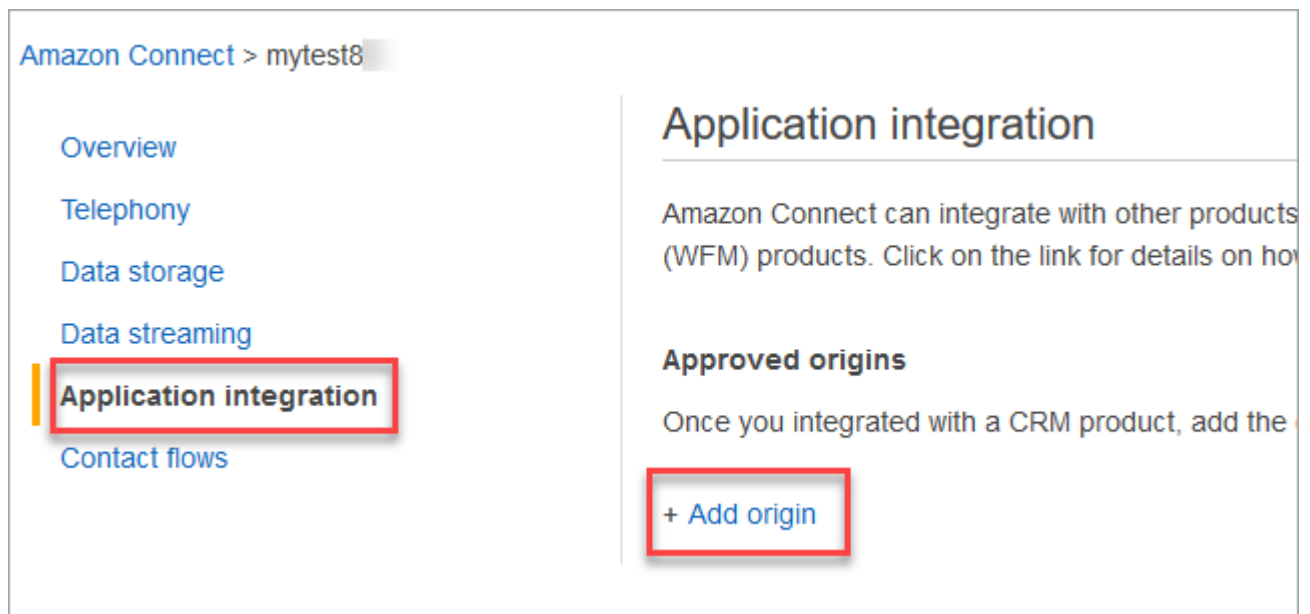 Amazon Connect > mytest8
Overview
Telephony
Data storage
Data streaming
Application integration
Contact flows
Application integration
Amazon Connect can integrate with other products
(WFM) products. Click on the link for details on how
Approved origins
Once you integrated with a CRM product, add the
+ Add origin